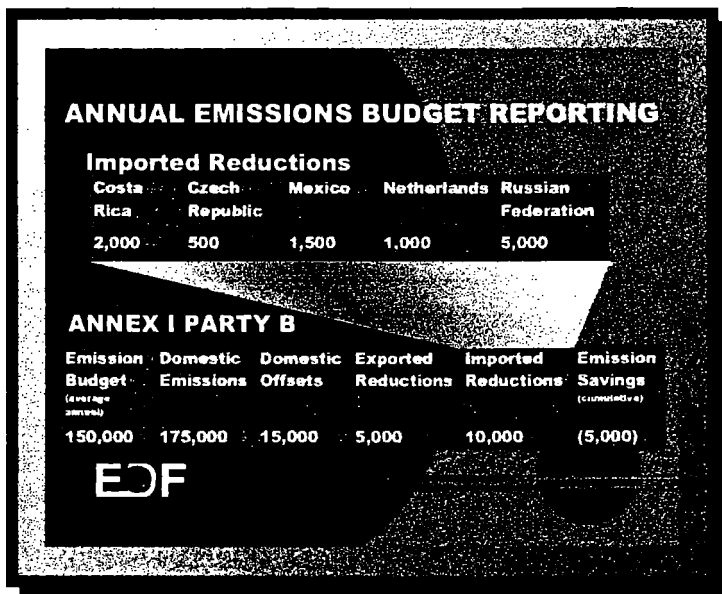 ANNUAL EMISSIONS BUDGET REPORTING
Imported Reductions
Costa Czech Mexico Netherlands Russian
Rica Republic Federation
2,000 500 1,500 1,000 5,000
ANNEX I PARTY B
Emission Domestic Domestic Exported Imported Emission
Budget Emissions Offsets Reductions Reductions Savings
(average (cumulative)
annual)
150,000 175,000 15,000 5,000 10,000 (5,000)
EDF